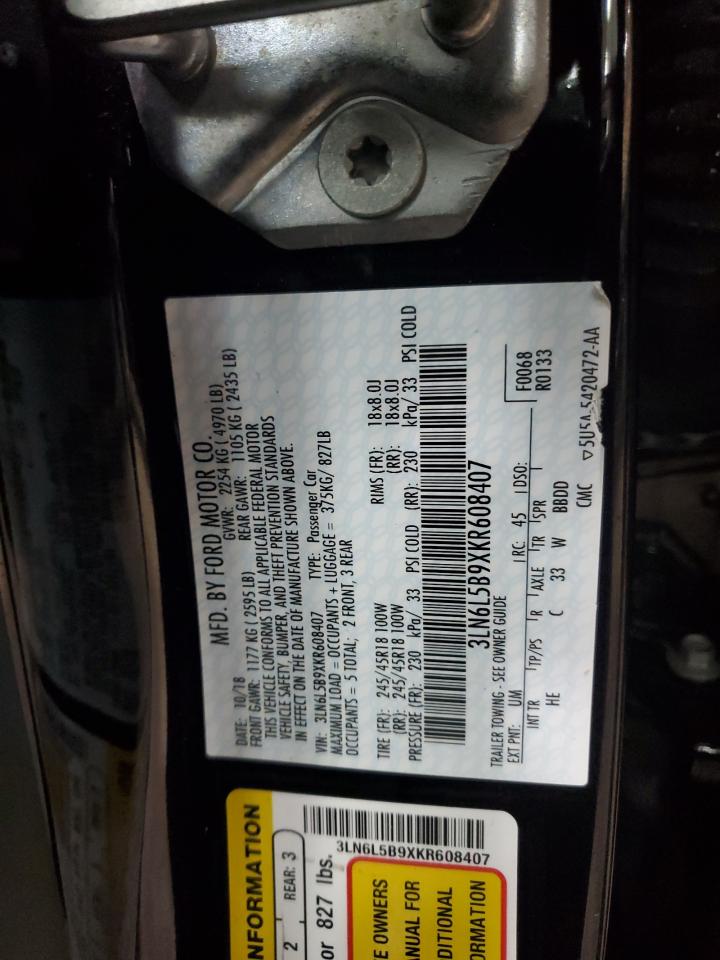 MFD. BY FORD MOTOR CO.
DATE: 10/18 GVWR: 2254 KG ( 4970 LB)
FRONT GAWR: 1177 KG ( 2595 LB) REAR GAWR: 1105 KG ( 2435 LB)
THIS VEHICLE CONFORMS TO ALL APPLICABLE FEDERAL MOTOR
VEHICLE SAFETY, BUMPER, AND THEFT PREVENTION STANDARDS
IN EFFECT ON THE DATE OF MANUFACTURE SHOWN ABOVE.
VIN: 3LN6L5B9XKR608407 TYPE: Passenger Car
MAXIMUM LOAD = OCCUPANTS + LUGGAGE = 375KG/ 827LB
OCCUPANTS = 5 TOTAL; 2 FRONT, 3 REAR
TIRE (FR): 245/45R18 100W RIMS (FR): 18x8.0J
(RR): 245/45R18 100W (RR): 18x8.0J
PRESSURE (FR): 230 kPa/ 33 PSI COLD (RR): 230 kPa/ 33 PSI COLD
3LN6L5B9XKR608407
TRAILER TOWING - SEE OWNER GUIDE
EXT PNT: UM RC: 45 DSO: F0068
R0133
INT TR TP/PS R AXLE TR SPR
HE C 33 W BBDD
CMC ▽5U5A-5420472-AA
NFORMATION
2 REAR: 3
or 827 lbs.
3LN6L5B9XKR608407
E OWNERS
ANUAL FOR
DITIONAL
ORMATION